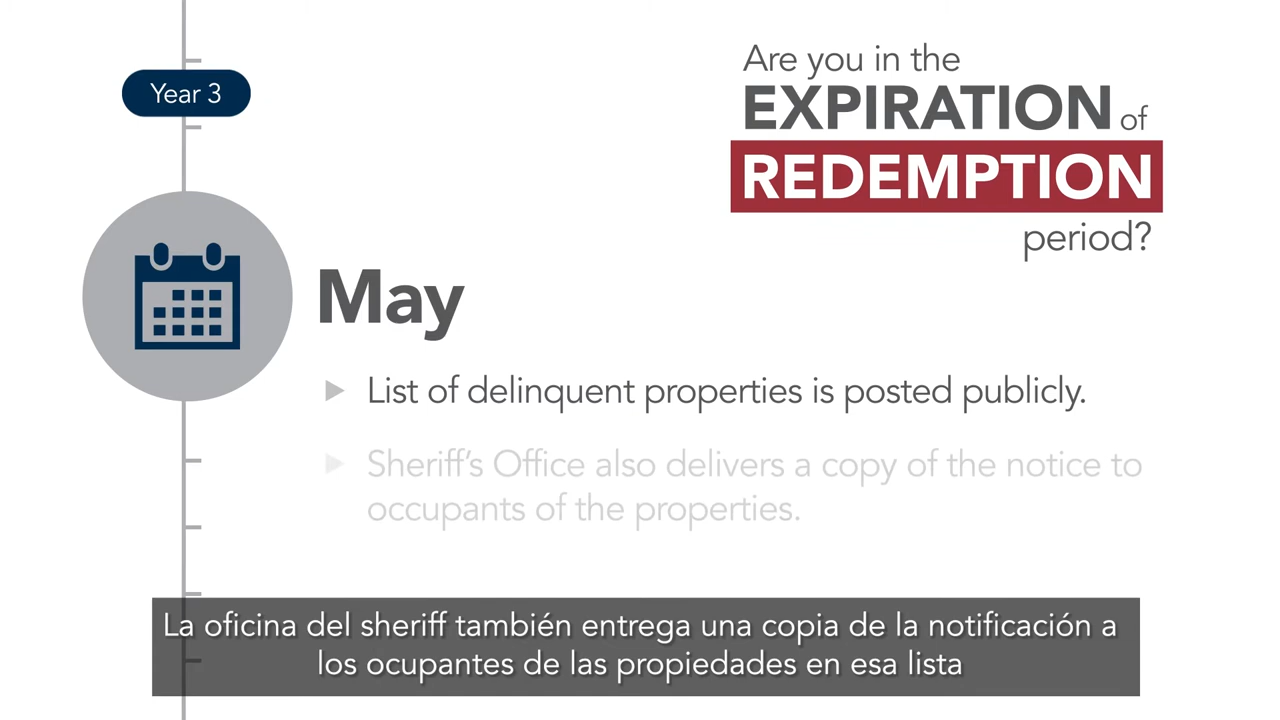 Year 3
Are you in the
EXPIRATION of
REDEMPTION
period?
May
List of delinquent properties is posted publicly.
Sheriff's Office also delivers a copy of the notice to
occupants of the properties.
La oficina del sheriff también entrega una copia de la notificación a
los ocupantes de las propiedades en esa lista